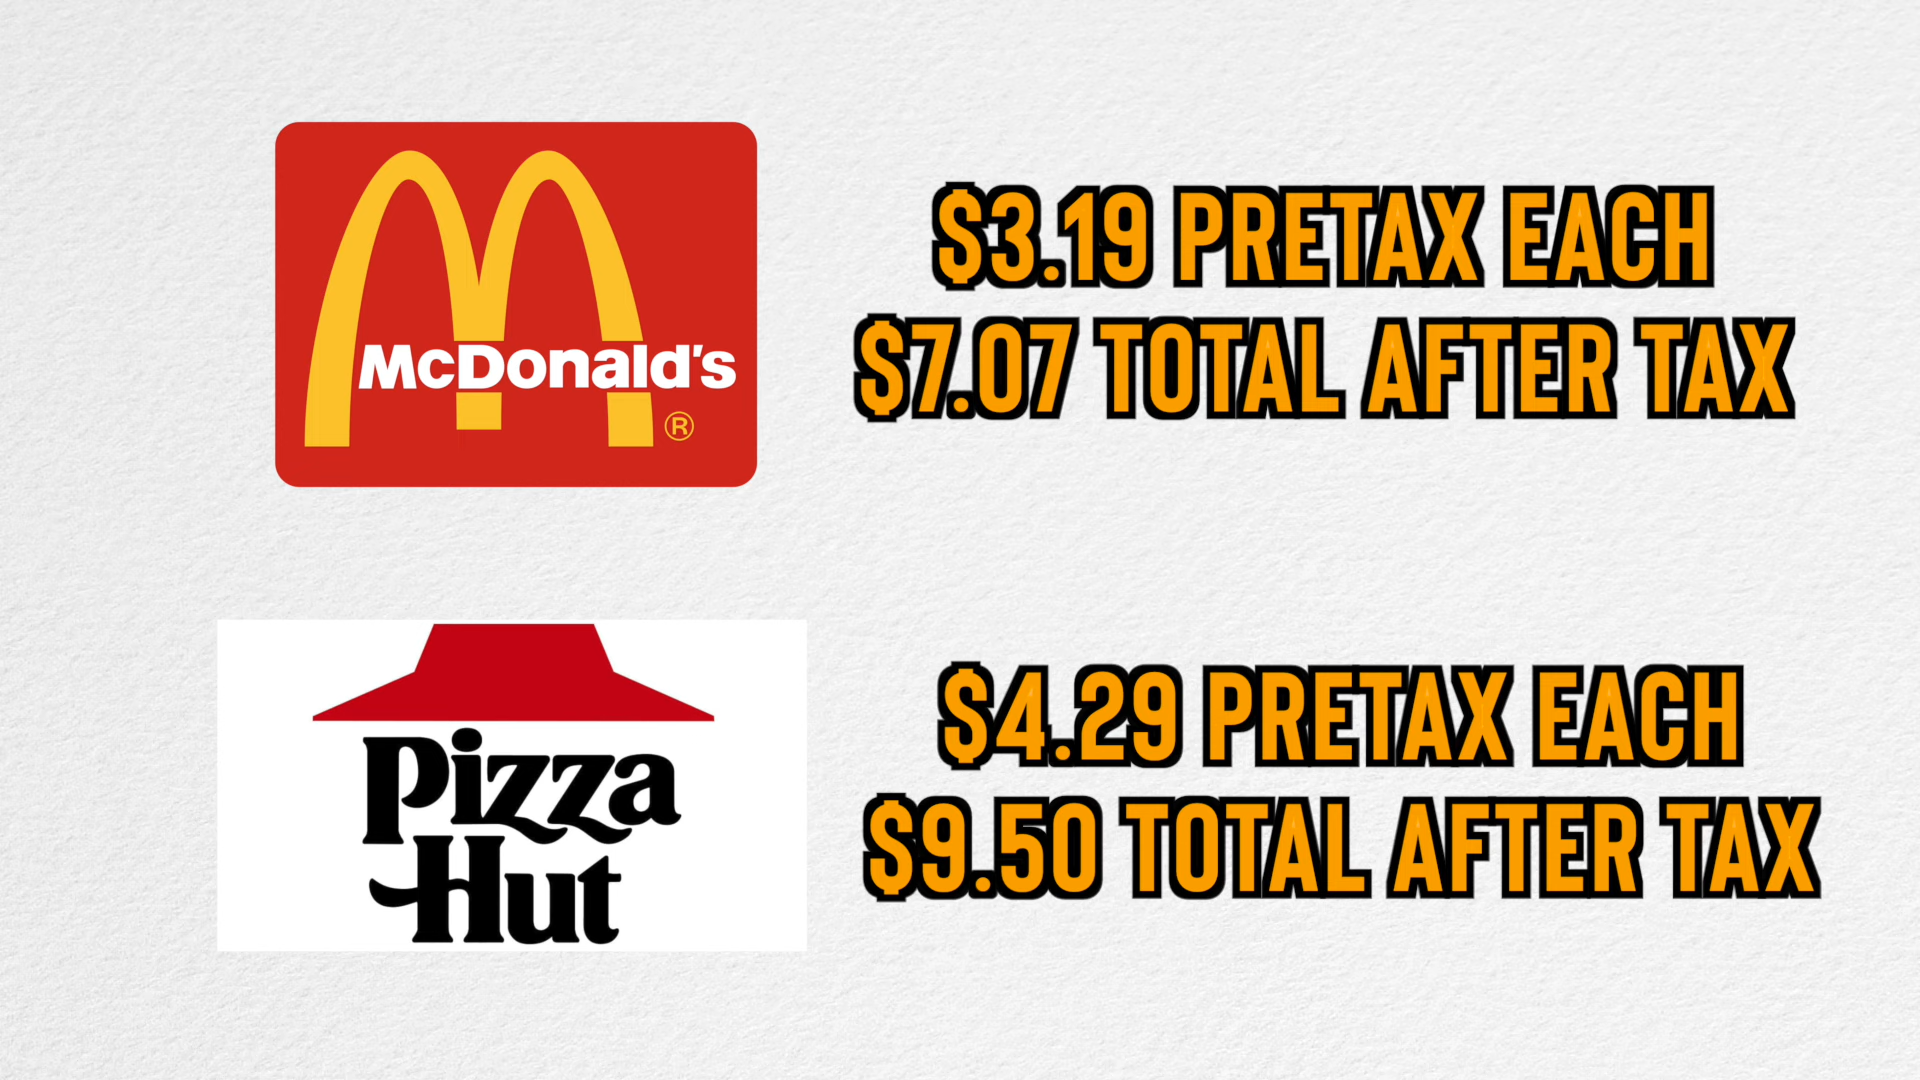 McDonald's
®
$3.19 PRETAX EACH
$7.07 TOTAL AFTER TAX
Pizza
Hut
$4.29 PRETAX EACH
$9.50 TOTAL AFTER TAX